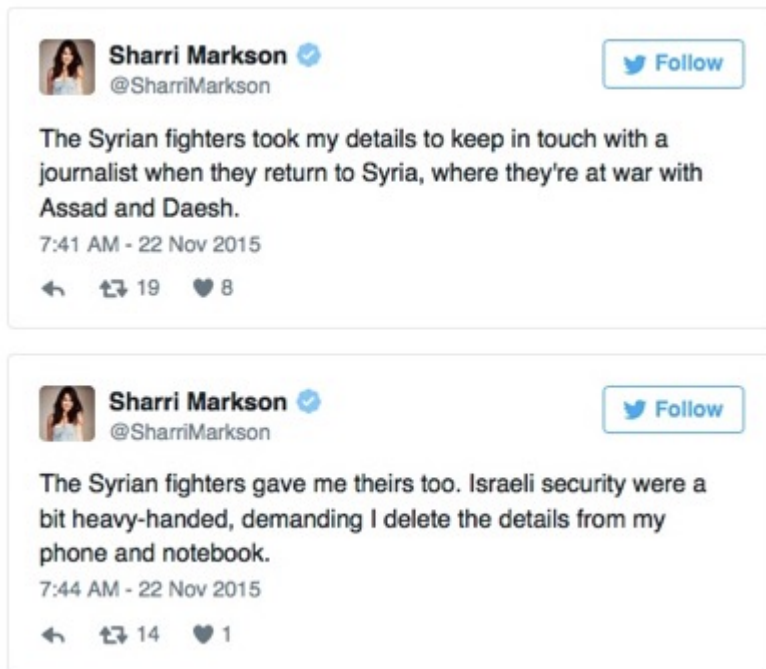 Sharri Markson
Follow
@SharriMarkson
The Syrian fighters took my details to keep in touch with a
journalist when they return to Syria, where they're at war with
Assad and Daesh.
7:41 AM - 22 Nov 2015
19 8
Sharri Markson
Follow
@SharriMarkson
The Syrian fighters gave me theirs too. Israeli security were a
bit heavy-handed, demanding I delete the details from my
phone and notebook.
7:44 AM - 22 Nov 2015
14 1